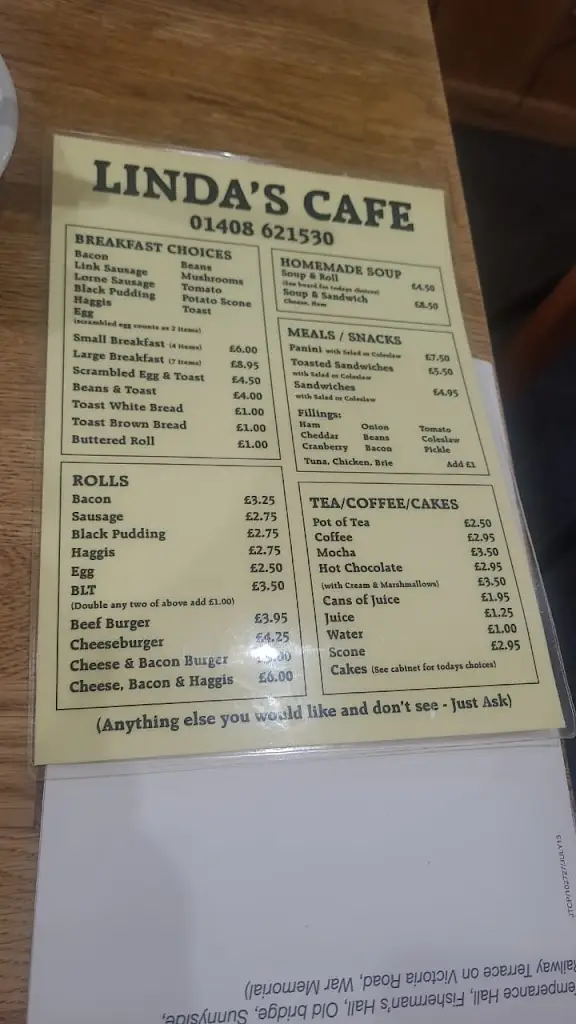 LINDA'S CAFE
01408 621530
BREAKFAST CHOICES
Bacon
Link Sausage
Lorne Sausage
Black Pudding
Haggis
Egg
Beans
Mushrooms
Tomato
Potato Scone
Toast
(scrambled egg counts as 2 items)
Small Breakfast (4 items) £6.00
Large Breakfast (7 items) £8.95
Scrambled Egg & Toast £4.50
Beans & Toast £4.00
Toast White Bread £1.00
Toast Brown Bread £1.00
Buttered Roll £1.00
HOMEMADE SOUP
Soup & Roll £4.50
(See board for todays choices)
Soup & Sandwich £8.50
Cheese, Ham
MEALS / SNACKS
Panini with Salad or Coleslaw £7.50
Toasted Sandwiches £5.50
with Salad or Coleslaw
Sandwiches £4.95
with Salad or Coleslaw
Fillings:
Ham Onion Tomato
Cheddar Beans Coleslaw
Cranberry Bacon Pickle
Tuna, Chicken, Brie Add £1
ROLLS
Bacon £3.25
Sausage £2.75
Black Pudding £2.75
Haggis £2.75
Egg £2.50
BLT £3.50
(Double any two of above add £1.00)
Beef Burger £3.95
Cheeseburger £4.25
Cheese & Bacon Burger
Cheese, Bacon & Haggis £6.00
TEA/COFFEE/CAKES
Pot of Tea £2.50
Coffee £2.95
Mocha £3.50
Hot Chocolate £2.95
(with Cream & Marshmallows) £3.50
Cans of Juice £1.95
Juice £1.25
Water £1.00
Scone £2.95
Cakes (See cabinet for todays choices)
(Anything else you would like and don't see - Just Ask)
JTCP/102727/JULY13
Temperance Hall, Fisherman's Hall, Old bridge, Sunnyside,
Railway Terrace on Victoria Road, War Memorial)